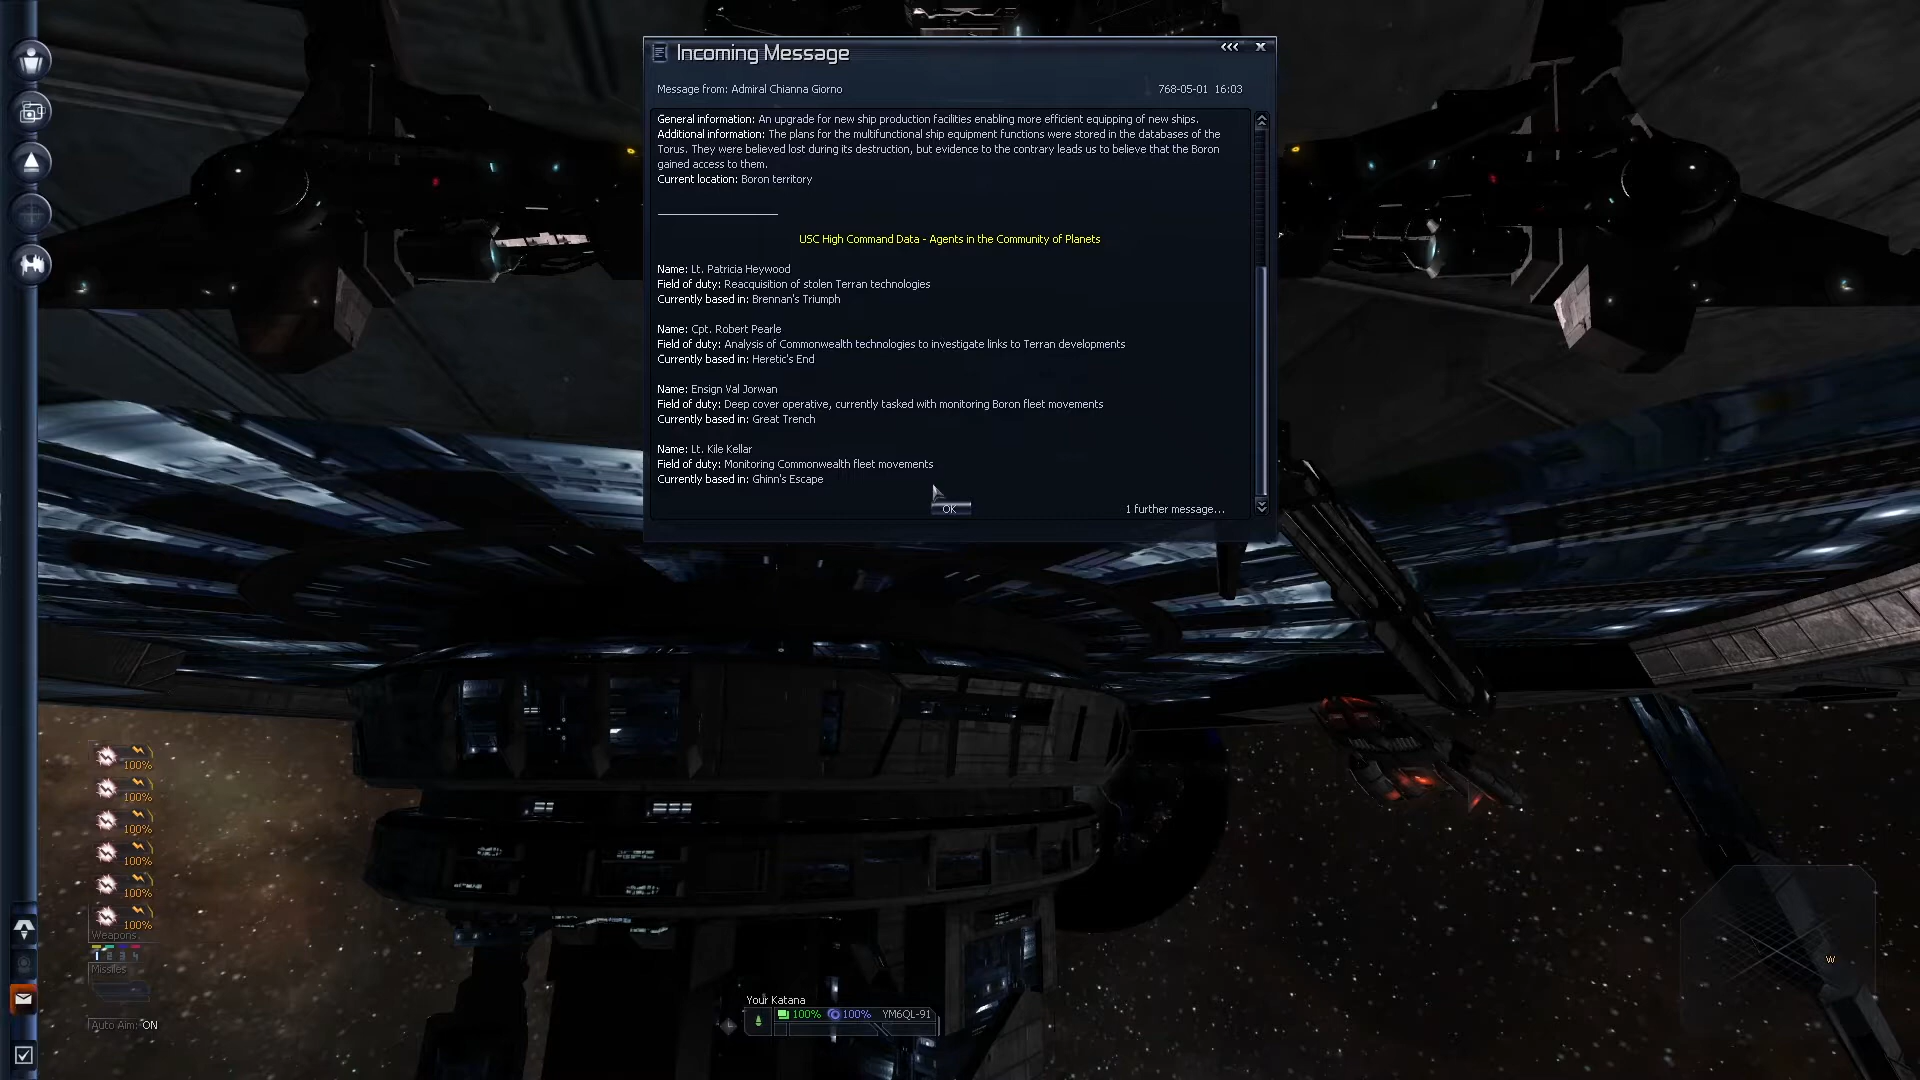 Incoming Message
Message from: Admiral Chianna Giorno
768-05-01 16:03
General information: An upgrade for new ship production facilities enabling more efficient equipping of new ships.
Additional information: The plans for the multifunctional ship equipment functions were stored in the databases of the
Torus. They were believed lost during its destruction, but evidence to the contrary leads us to believe that the Boron
gained access to them.
Current location: Boron territory
USC High Command Data - Agents in the Community of Planets
Name: Lt. Patricia Heywood
Field of duty: Reacquisition of stolen Terran technologies
Currently based in: Brennan's Triumph
Name: Cpt. Robert Pearle
Field of duty: Analysis of Commonwealth technologies to investigate links to Terran developments
Currently based in: Heretic's End
Name: Ensign Val Jorwan
Field of duty: Deep cover operative, currently tasked with monitoring Boron fleet movements
Currently based in: Great Trench
Name: Lt. Kile Kellar
Field of duty: Monitoring Commonwealth fleet movements
Currently based in: Ghinn's Escape
OK
1 further message...
100%
100%
100%
100%
100%
100%
Weapons
1 2 3 4
Missiles
Auto Aim: ON
Your Katana
100% 100% YM6QL-91
L
W